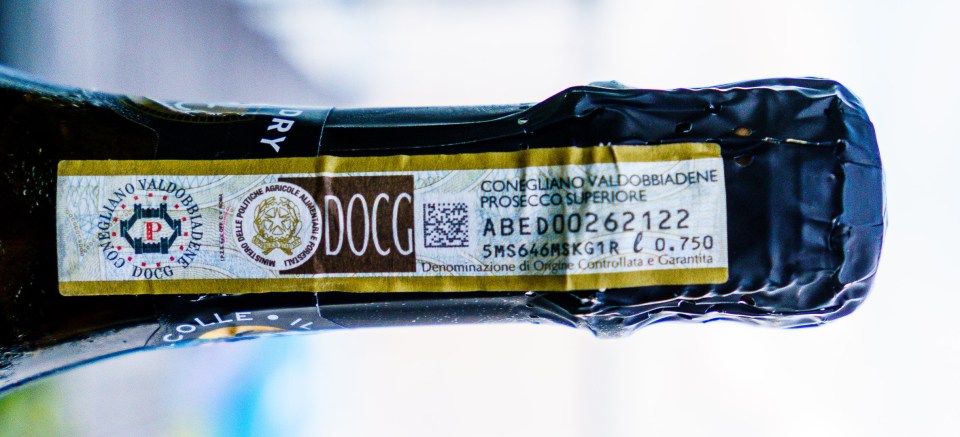 DRY
CONEGLIANO VALDOBBIADENE
P
DOCG
MINISTERO DELLE POLITICHE AGRICOLE ALIMENTARI E FORESTALI
DOCG
CONEGLIANO VALDOBBIADENE
PROSECCO SUPERIORE
ABED00262122
5MS646MSKG1R ℓ 0.750
Denominazione di Origine Controllata e Garantita
COLLE • IL